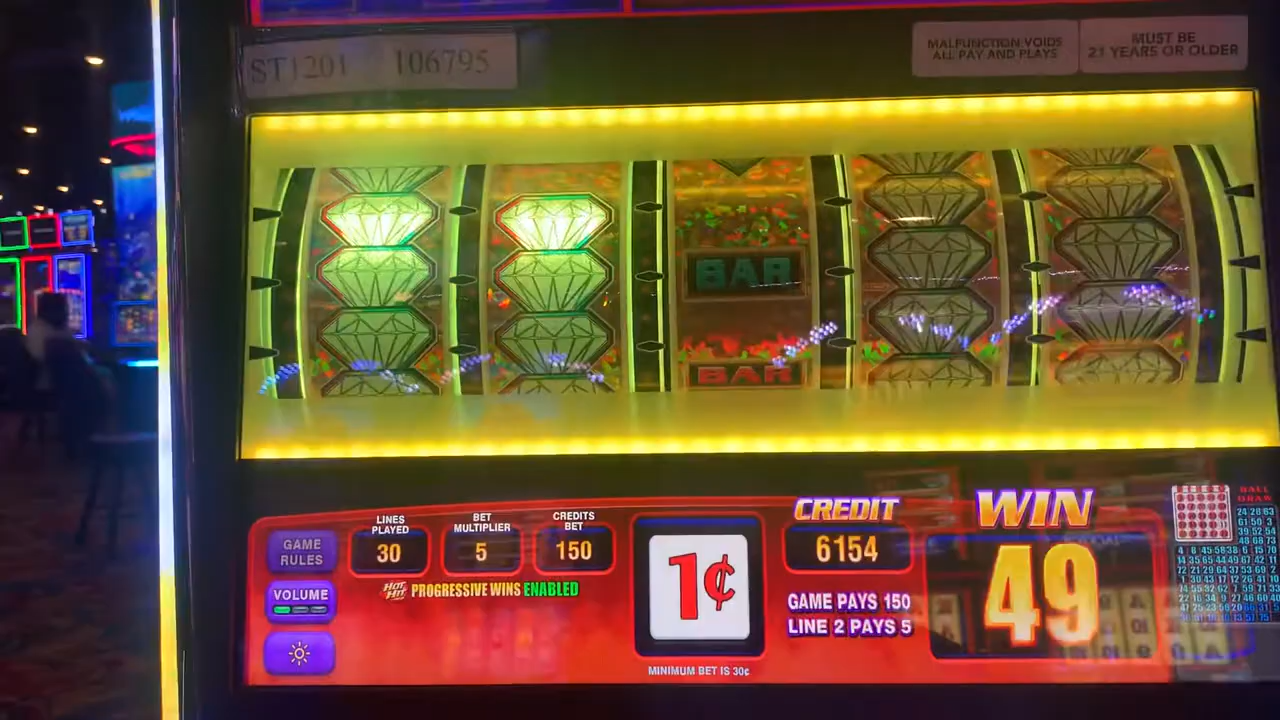 ST1201 106795
MALFUNCTION VOIDS
ALL PAY AND PLAYS
MUST BE
21 YEARS OR OLDER
BAR
BAR
GAME
RULES
VOLUME
LINES
PLAYED
30
BET
MULTIPLIER
5
CREDITS
BET
150
HOT
HIT
PROGRESSIVE WINS ENABLED
1¢
MINIMUM BET IS 30¢
CREDIT
6154
GAME PAYS 150
LINE 2 PAYS 5
WIN
49
BALL
DRAW